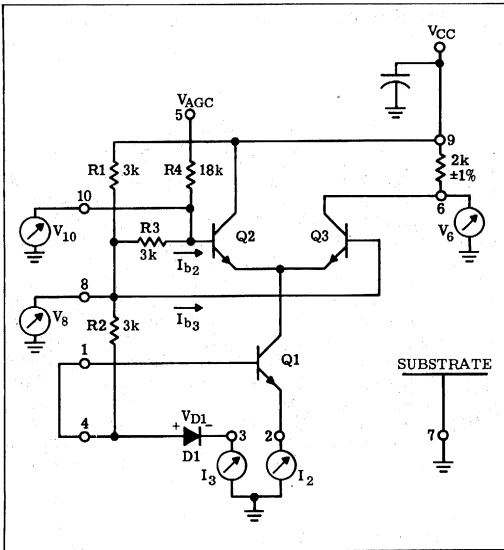 VCC
VAGC
5
9
R1
3k
R4
18k
2k
±1%
10
6
V10
R3
3k
Q2
Q3
V6
Ib2
8
Ib3
V8
R2
3k
1
Q1
SUBSTRATE
4
+ VD1 -
3
2
7
D1
I3
I2